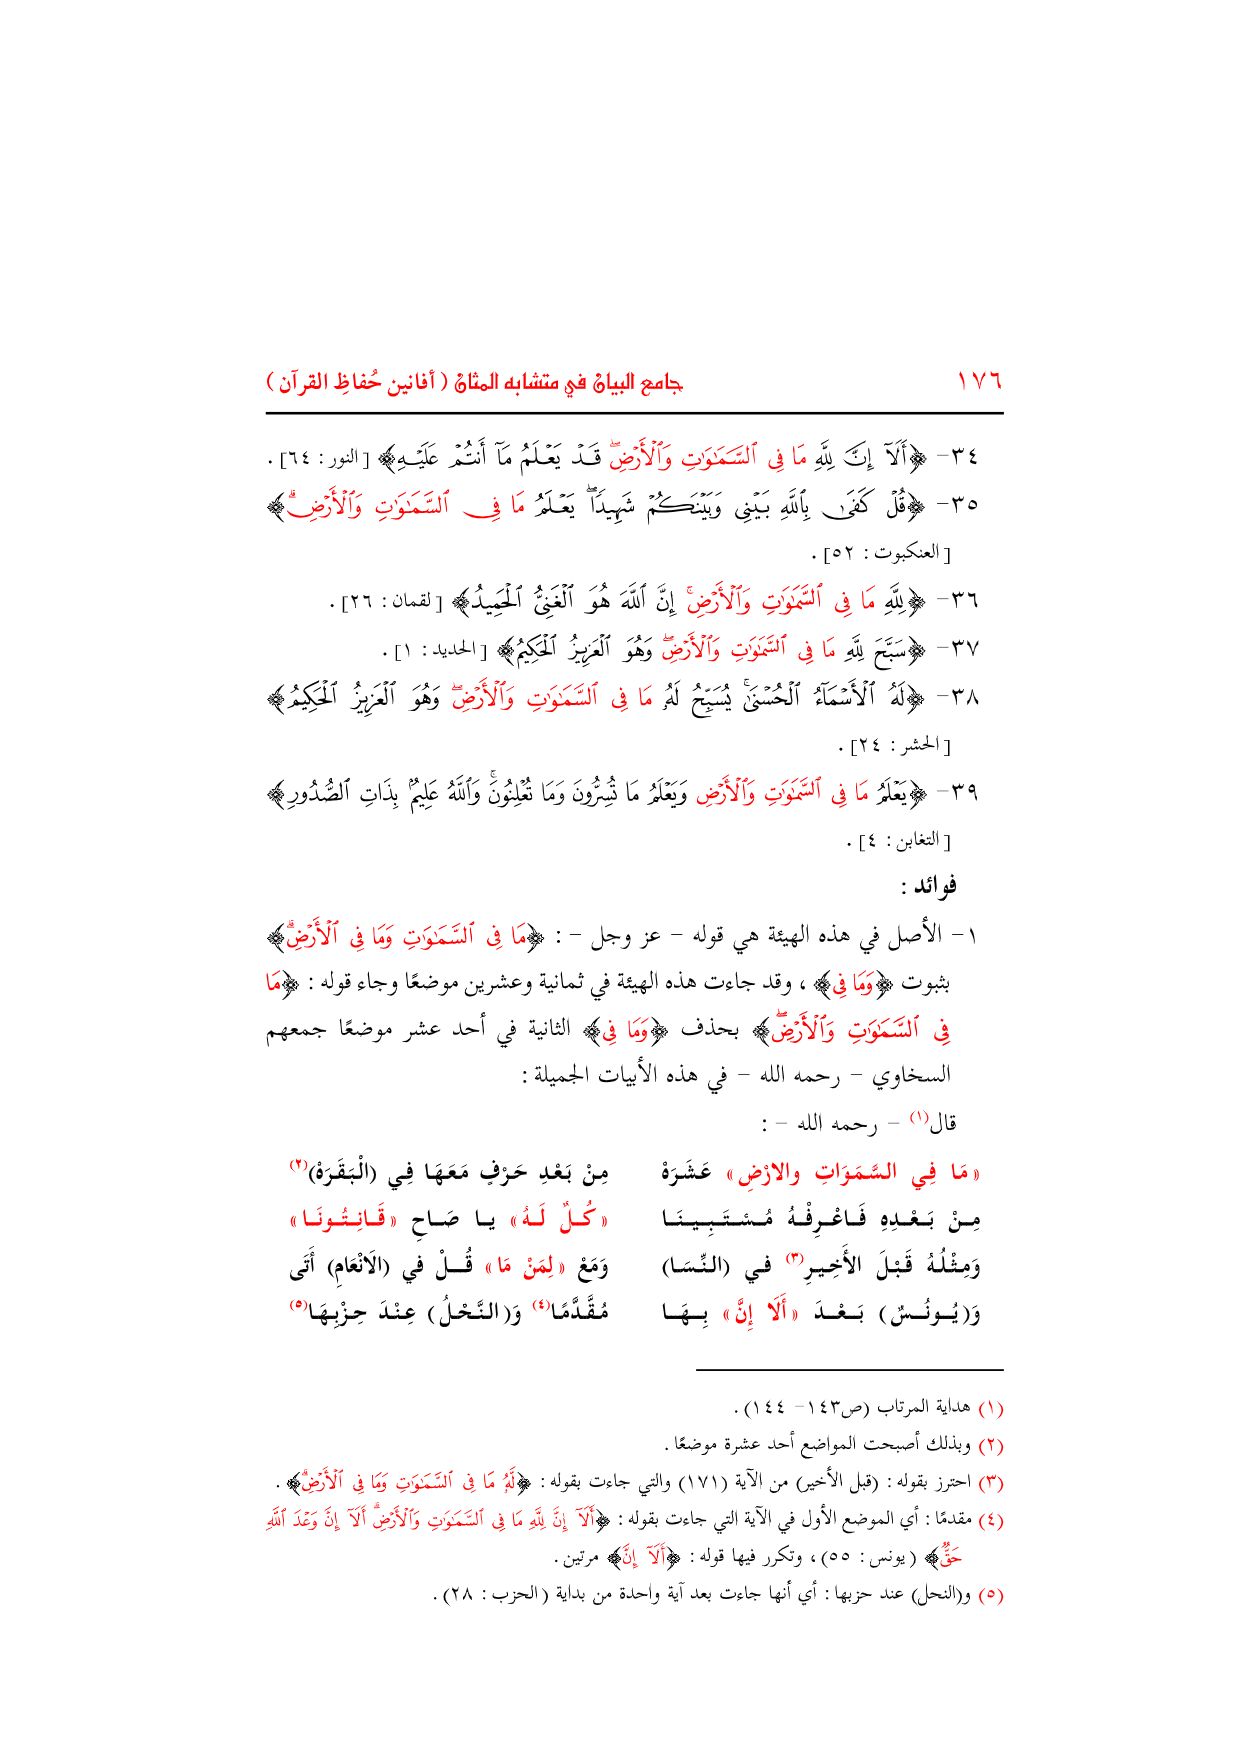 ١٧٦ جامع البيان في متشابه المثان ( أفانين حُفاظِ القرآن )
٣٤- ﴿أَلَآ إِنَّ لِلَّهِ مَا فِى ٱلسَّمَـٰوَٰتِ وَٱلْأَرْضِۖ قَدْ يَعْلَمُ مَآ أَنتُمْ عَلَيْهِ﴾ [النور : ٦٤] .
٣٥- ﴿قُلْ كَفَىٰ بِٱللَّهِ بَيْنِى وَبَيْنَكُمْ شَهِيدًاۖ يَعْلَمُ مَا فِى ٱلسَّمَـٰوَٰتِ وَٱلْأَرْضِۗ﴾
[العنكبوت : ٥٢] .
٣٦- ﴿لِلَّهِ مَا فِى ٱلسَّمَـٰوَٰتِ وَٱلْأَرْضِۚ إِنَّ ٱللَّهَ هُوَ ٱلْغَنِىُّ ٱلْحَمِيدُ﴾ [لقمان : ٢٦] .
٣٧- ﴿سَبَّحَ لِلَّهِ مَا فِى ٱلسَّمَـٰوَٰتِ وَٱلْأَرْضِۖ وَهُوَ ٱلْعَزِيزُ ٱلْحَكِيمُ﴾ [الحديد : ١] .
٣٨- ﴿لَهُ ٱلْأَسْمَآءُ ٱلْحُسْنَىٰۚ يُسَبِّحُ لَهُۥ مَا فِى ٱلسَّمَـٰوَٰتِ وَٱلْأَرْضِۖ وَهُوَ ٱلْعَزِيزُ ٱلْحَكِيمُ﴾
[الحشر : ٢٤] .
٣٩- ﴿يَعْلَمُ مَا فِى ٱلسَّمَـٰوَٰتِ وَٱلْأَرْضِ وَيَعْلَمُ مَا تُسِرُّونَ وَمَا تُعْلِنُونَۚ وَٱللَّهُ عَلِيمٌۢ بِذَاتِ ٱلصُّدُورِ﴾
[التغابن : ٤] .
فوائد :
١- الأصل في هذه الهيئة هي قوله - عز وجل - : ﴿مَا فِى ٱلسَّمَـٰوَٰتِ وَمَا فِى ٱلْأَرْضِۗ﴾
بثبوت ﴿وَمَا فِى﴾ ، وقد جاءت هذه الهيئة في ثمانية وعشرين موضعًا وجاء قوله : ﴿مَا
فِى ٱلسَّمَـٰوَٰتِ وَٱلْأَرْضِۖ﴾ بحذف ﴿وَمَا فِى﴾ الثانية في أحد عشر موضعًا جمعهم
السخاوي - رحمه الله - في هذه الأبيات الجميلة :
قال(١) - رحمه الله - :
« مَا فِي السَّمَوَاتِ والارْضِ » عَشَرَهْ مِنْ بَعْدِ حَرْفٍ مَعَهَا فِي (الْبَقَرَهْ)(٢)
مِنْ بَعْدِهِ فَاعْرِفْهُ مُسْتَبِينَا « كُلٌ لَهُ » يا صَاحِ « قَانِتُونَا »
وَمِثْلُهُ قَبْلَ الأَخِيرِ(٣) في (النِّسَا) وَمَعْ « لِمَنْ مَا » قُلْ في (الَانْعَامِ) أَتَى
وَ(يُونُسٌ) بَعْدَ « أَلَا إِنَّ » بِهَا مُقَّدَّمًا(٤) وَ(النَّحْلُ) عِنْدَ حِزْبِهَا(٥)
(١) هداية المرتاب (ص١٤٣- ١٤٤) .
(٢) وبذلك أصبحت المواضع أحد عشرة موضعًا .
(٣) احترز بقوله : (قبل الأخير) من الآية (١٧١) والتي جاءت بقوله : ﴿لَّهُۥ مَا فِى ٱلسَّمَـٰوَٰتِ وَمَا فِى ٱلْأَرْضِۗ﴾ .
(٤) مقدمًا : أي الموضع الأول في الآية التي جاءت بقوله : ﴿أَلَآ إِنَّ لِلَّهِ مَا فِى ٱلسَّمَـٰوَٰتِ وَٱلْأَرْضِۗ أَلَآ إِنَّ وَعْدَ ٱللَّهِ
حَقٌّ﴾ (يونس : ٥٥) ، وتكرر فيها قوله : ﴿أَلَآ إِنَّ﴾ مرتين .
(٥) و(النحل) عند حزبها : أي أنها جاءت بعد آية واحدة من بداية (الحزب : ٢٨) .